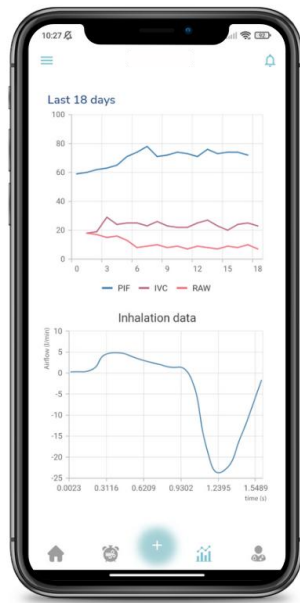 10:27
92
Last 18 days
100
80
60
40
20
0
0 3 6 9 12 15 18
PIF IVC RAW
Inhalation data
Airflow (l/min)
10
5
0
-5
-10
-15
-20
-25
0.0023 0.3116 0.6209 0.9302 1.2395 1.5489
time (s)